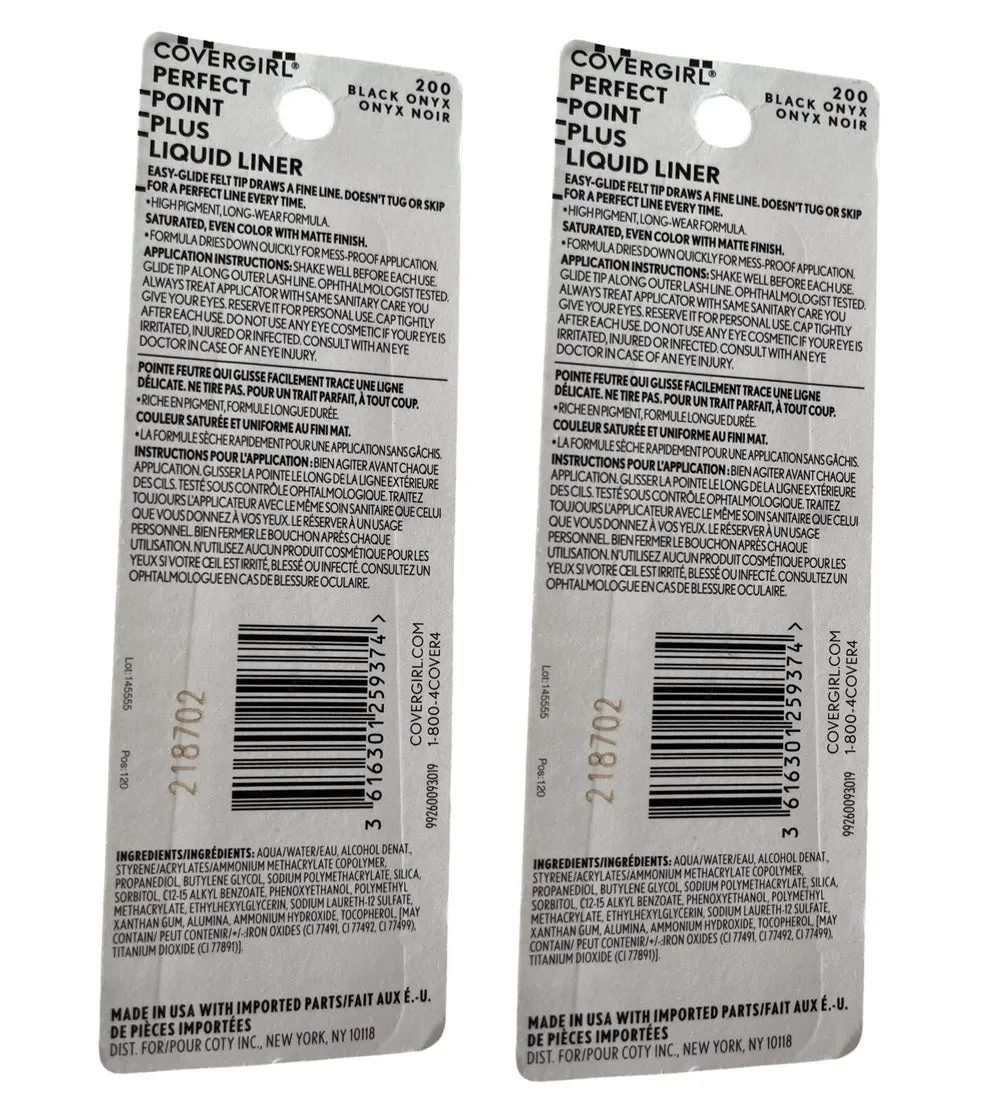 COVERGIRL®
PERFECT
POINT
PLUS
LIQUID LINER
200
BLACK ONYX
ONYX NOIR
EASY-GLIDE FELT TIP DRAWS A FINE LINE. DOESN'T TUG OR SKIP
FOR A PERFECT LINE EVERY TIME.
•HIGH PIGMENT, LONG-WEAR FORMULA.
SATURATED, EVEN COLOR WITH MATTE FINISH.
•FORMULA DRIES DOWN QUICKLY FOR MESS-PROOF APPLICATION.
APPLICATION INSTRUCTIONS: SHAKE WELL BEFORE EACH USE.
GLIDE TIP ALONG OUTER LASH LINE. OPHTHALMOLOGIST TESTED.
ALWAYS TREAT APPLICATOR WITH SAME SANITARY CARE YOU
GIVE YOUR EYES. RESERVE IT FOR PERSONAL USE. CAP TIGHTLY
AFTER EACH USE. DO NOT USE ANY EYE COSMETIC IF YOUR EYE IS
IRRITATED, INJURED OR INFECTED. CONSULT WITH AN EYE
DOCTOR IN CASE OF AN EYE INJURY.
POINTE FEUTRE QUI GLISSE FACILEMENT TRACE UNE LIGNE
DÉLICATE. NE TIRE PAS. POUR UN TRAIT PARFAIT, À TOUT COUP.
•RICHE EN PIGMENT, FORMULE LONGUE DURÉE.
COULEUR SATURÉE ET UNIFORME AU FINI MAT.
•LA FORMULE SÈCHE RAPIDEMENT POUR UNE APPLICATION SANS GÂCHIS.
INSTRUCTIONS POUR L'APPLICATION : BIEN AGITER AVANT CHAQUE
APPLICATION. GLISSER LA POINTE LE LONG DE LA LIGNE EXTÉRIEURE
DES CILS. TESTÉ SOUS CONTRÔLE OPHTALMOLOGIQUE. TRAITEZ
TOUJOURS L'APPLICATEUR AVEC LE MÊME SOIN SANITAIRE QUE CELUI
QUE VOUS DONNEZ À VOS YEUX. LE RÉSERVER À UN USAGE
PERSONNEL. BIEN FERMER LE BOUCHON APRÈS CHAQUE
UTILISATION. N'UTILISEZ AUCUN PRODUIT COSMÉTIQUE POUR LES
YEUX SI VOTRE ŒIL EST IRRITÉ, BLESSÉ OU INFECTÉ. CONSULTEZ UN
OPHTALMOLOGUE EN CAS DE BLESSURE OCULAIRE.
Lot:145555 Pos:120
218702
3 616301 259374 >
99260093019
COVERGIRL.COM
1-800-4COVER4
INGREDIENTS/INGRÉDIENTS: AQUA/WATER/EAU, ALCOHOL DENAT.,
STYRENE/ACRYLATES/AMMONIUM METHACRYLATE COPOLYMER,
PROPANEDIOL, BUTYLENE GLYCOL, SODIUM POLYMETHACRYLATE, SILICA,
SORBITOL, C12-15 ALKYL BENZOATE, PHENOXYETHANOL, POLYMETHYL
METHACRYLATE, ETHYLHEXYLGLYCERIN, SODIUM LAURETH-12 SULFATE,
XANTHAN GUM, ALUMINA, AMMONIUM HYDROXIDE, TOCOPHEROL, [MAY
CONTAIN/ PEUT CONTENIR/+/-:IRON OXIDES (CI 77491, CI 77492, CI 77499),
TITANIUM DIOXIDE (CI 77891)].
MADE IN USA WITH IMPORTED PARTS/FAIT AUX É.-U.
DE PIÈCES IMPORTÉES
DIST. FOR/POUR COTY INC., NEW YORK, NY 10118
COVERGIRL®
PERFECT
POINT
PLUS
LIQUID LINER
200
BLACK ONYX
ONYX NOIR
EASY-GLIDE FELT TIP DRAWS A FINE LINE. DOESN'T TUG OR SKIP
FOR A PERFECT LINE EVERY TIME.
•HIGH PIGMENT, LONG-WEAR FORMULA.
SATURATED, EVEN COLOR WITH MATTE FINISH.
•FORMULA DRIES DOWN QUICKLY FOR MESS-PROOF APPLICATION.
APPLICATION INSTRUCTIONS: SHAKE WELL BEFORE EACH USE.
GLIDE TIP ALONG OUTER LASH LINE. OPHTHALMOLOGIST TESTED.
ALWAYS TREAT APPLICATOR WITH SAME SANITARY CARE YOU
GIVE YOUR EYES. RESERVE IT FOR PERSONAL USE. CAP TIGHTLY
AFTER EACH USE. DO NOT USE ANY EYE COSMETIC IF YOUR EYE IS
IRRITATED, INJURED OR INFECTED. CONSULT WITH AN EYE
DOCTOR IN CASE OF AN EYE INJURY.
POINTE FEUTRE QUI GLISSE FACILEMENT TRACE UNE LIGNE
DÉLICATE. NE TIRE PAS. POUR UN TRAIT PARFAIT, À TOUT COUP.
•RICHE EN PIGMENT, FORMULE LONGUE DURÉE.
COULEUR SATURÉE ET UNIFORME AU FINI MAT.
•LA FORMULE SÈCHE RAPIDEMENT POUR UNE APPLICATION SANS GÂCHIS.
INSTRUCTIONS POUR L'APPLICATION : BIEN AGITER AVANT CHAQUE
APPLICATION. GLISSER LA POINTE LE LONG DE LA LIGNE EXTÉRIEURE
DES CILS. TESTÉ SOUS CONTRÔLE OPHTALMOLOGIQUE. TRAITEZ
TOUJOURS L'APPLICATEUR AVEC LE MÊME SOIN SANITAIRE QUE CELUI
QUE VOUS DONNEZ À VOS YEUX. LE RÉSERVER À UN USAGE
PERSONNEL. BIEN FERMER LE BOUCHON APRÈS CHAQUE
UTILISATION. N'UTILISEZ AUCUN PRODUIT COSMÉTIQUE POUR LES
YEUX SI VOTRE ŒIL EST IRRITÉ, BLESSÉ OU INFECTÉ. CONSULTEZ UN
OPHTALMOLOGUE EN CAS DE BLESSURE OCULAIRE.
Lot:145555 Pos:120
218702
3 616301 259374 >
99260093019
COVERGIRL.COM
1-800-4COVER4
INGREDIENTS/INGRÉDIENTS: AQUA/WATER/EAU, ALCOHOL DENAT.,
STYRENE/ACRYLATES/AMMONIUM METHACRYLATE COPOLYMER,
PROPANEDIOL, BUTYLENE GLYCOL, SODIUM POLYMETHACRYLATE, SILICA,
SORBITOL, C12-15 ALKYL BENZOATE, PHENOXYETHANOL, POLYMETHYL
METHACRYLATE, ETHYLHEXYLGLYCERIN, SODIUM LAURETH-12 SULFATE,
XANTHAN GUM, ALUMINA, AMMONIUM HYDROXIDE, TOCOPHEROL, [MAY
CONTAIN/ PEUT CONTENIR/+/-:IRON OXIDES (CI 77491, CI 77492, CI 77499),
TITANIUM DIOXIDE (CI 77891)].
MADE IN USA WITH IMPORTED PARTS/FAIT AUX É.-U.
DE PIÈCES IMPORTÉES
DIST. FOR/POUR COTY INC., NEW YORK, NY 10118